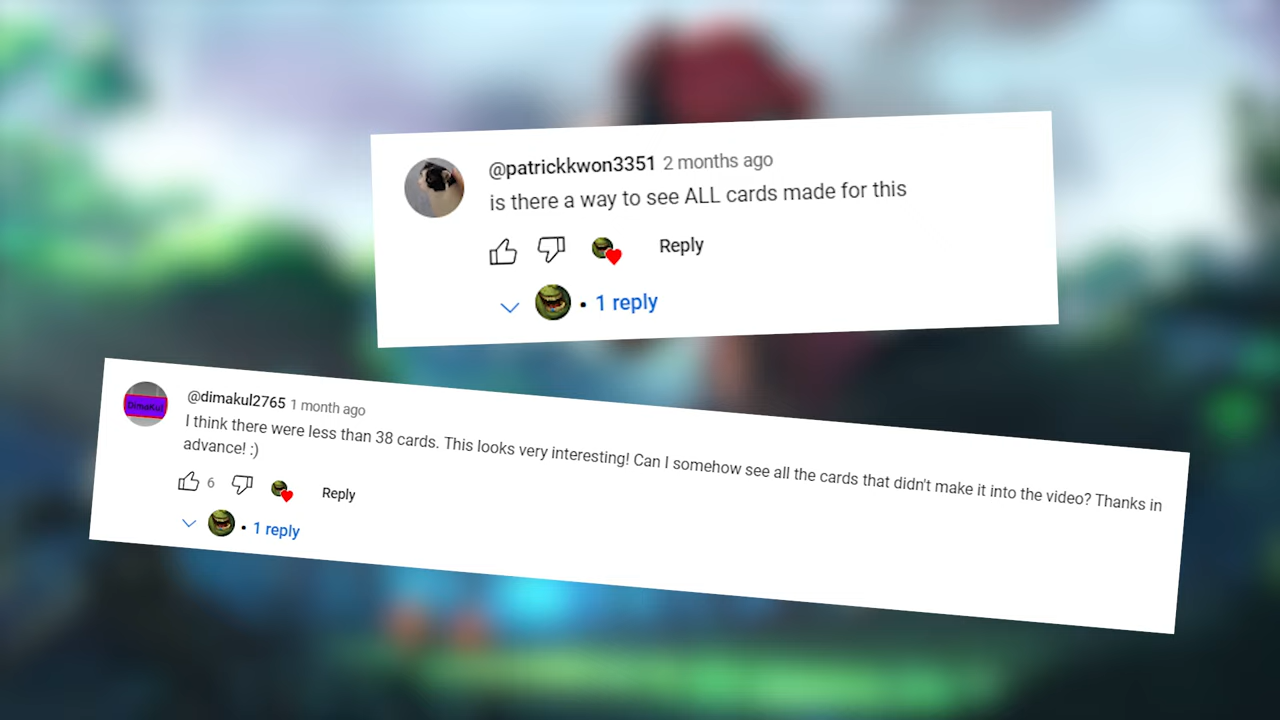 @patrickkwon3351 2 months ago
is there a way to see ALL cards made for this
Reply
• 1 reply
@dimakul2765 1 month ago
I think there were less than 38 cards. This looks very interesting! Can I somehow see all the cards that didn't make it into the video? Thanks in
advance! :)
6 Reply
• 1 reply
DimaKul